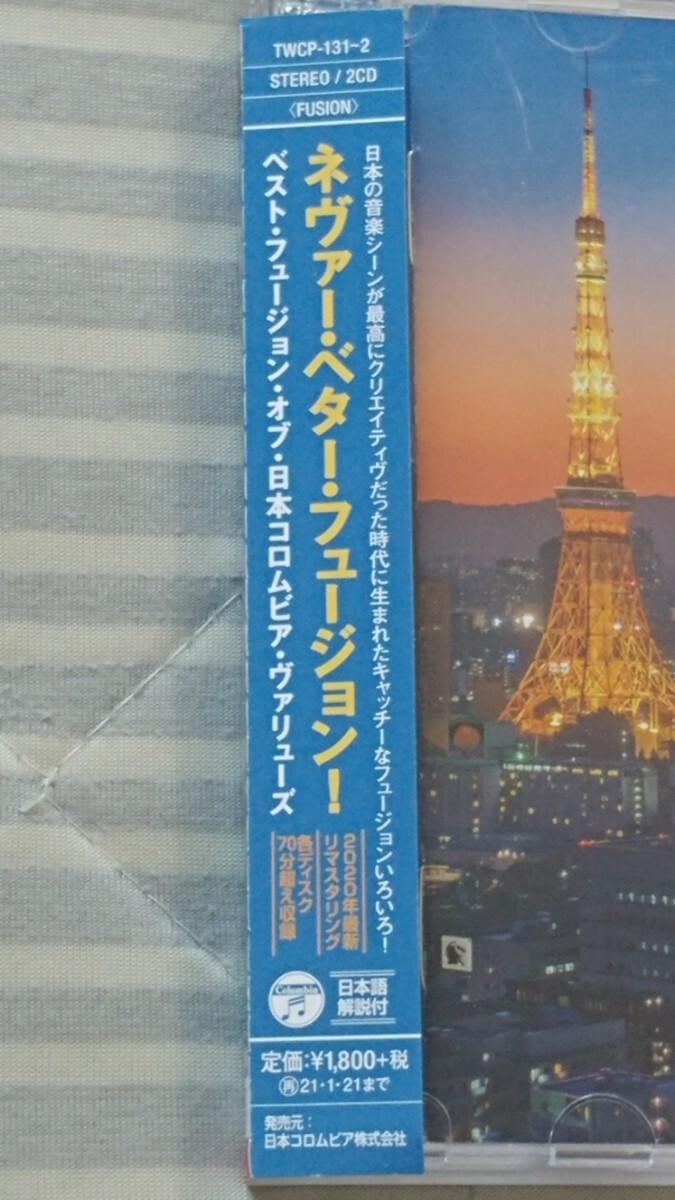 TWCP-131~2
STEREO / 2CD
〈FUSION〉
日本の音楽シーンが最高にクリエイティヴだった時代に生まれたキャッチーなフュージョンいろいろ！
ネヴァー・ベター・フュージョン！
ベスト・フュージョン・オブ・日本コロムビア・ヴァリューズ
2020年最新
リマスタリング
各ディスク
70分超え収録
Columbia
日本語
解説付
定価：¥1,800+税
㊢21・1・21まで
発売元：
日本コロムビア株式会社